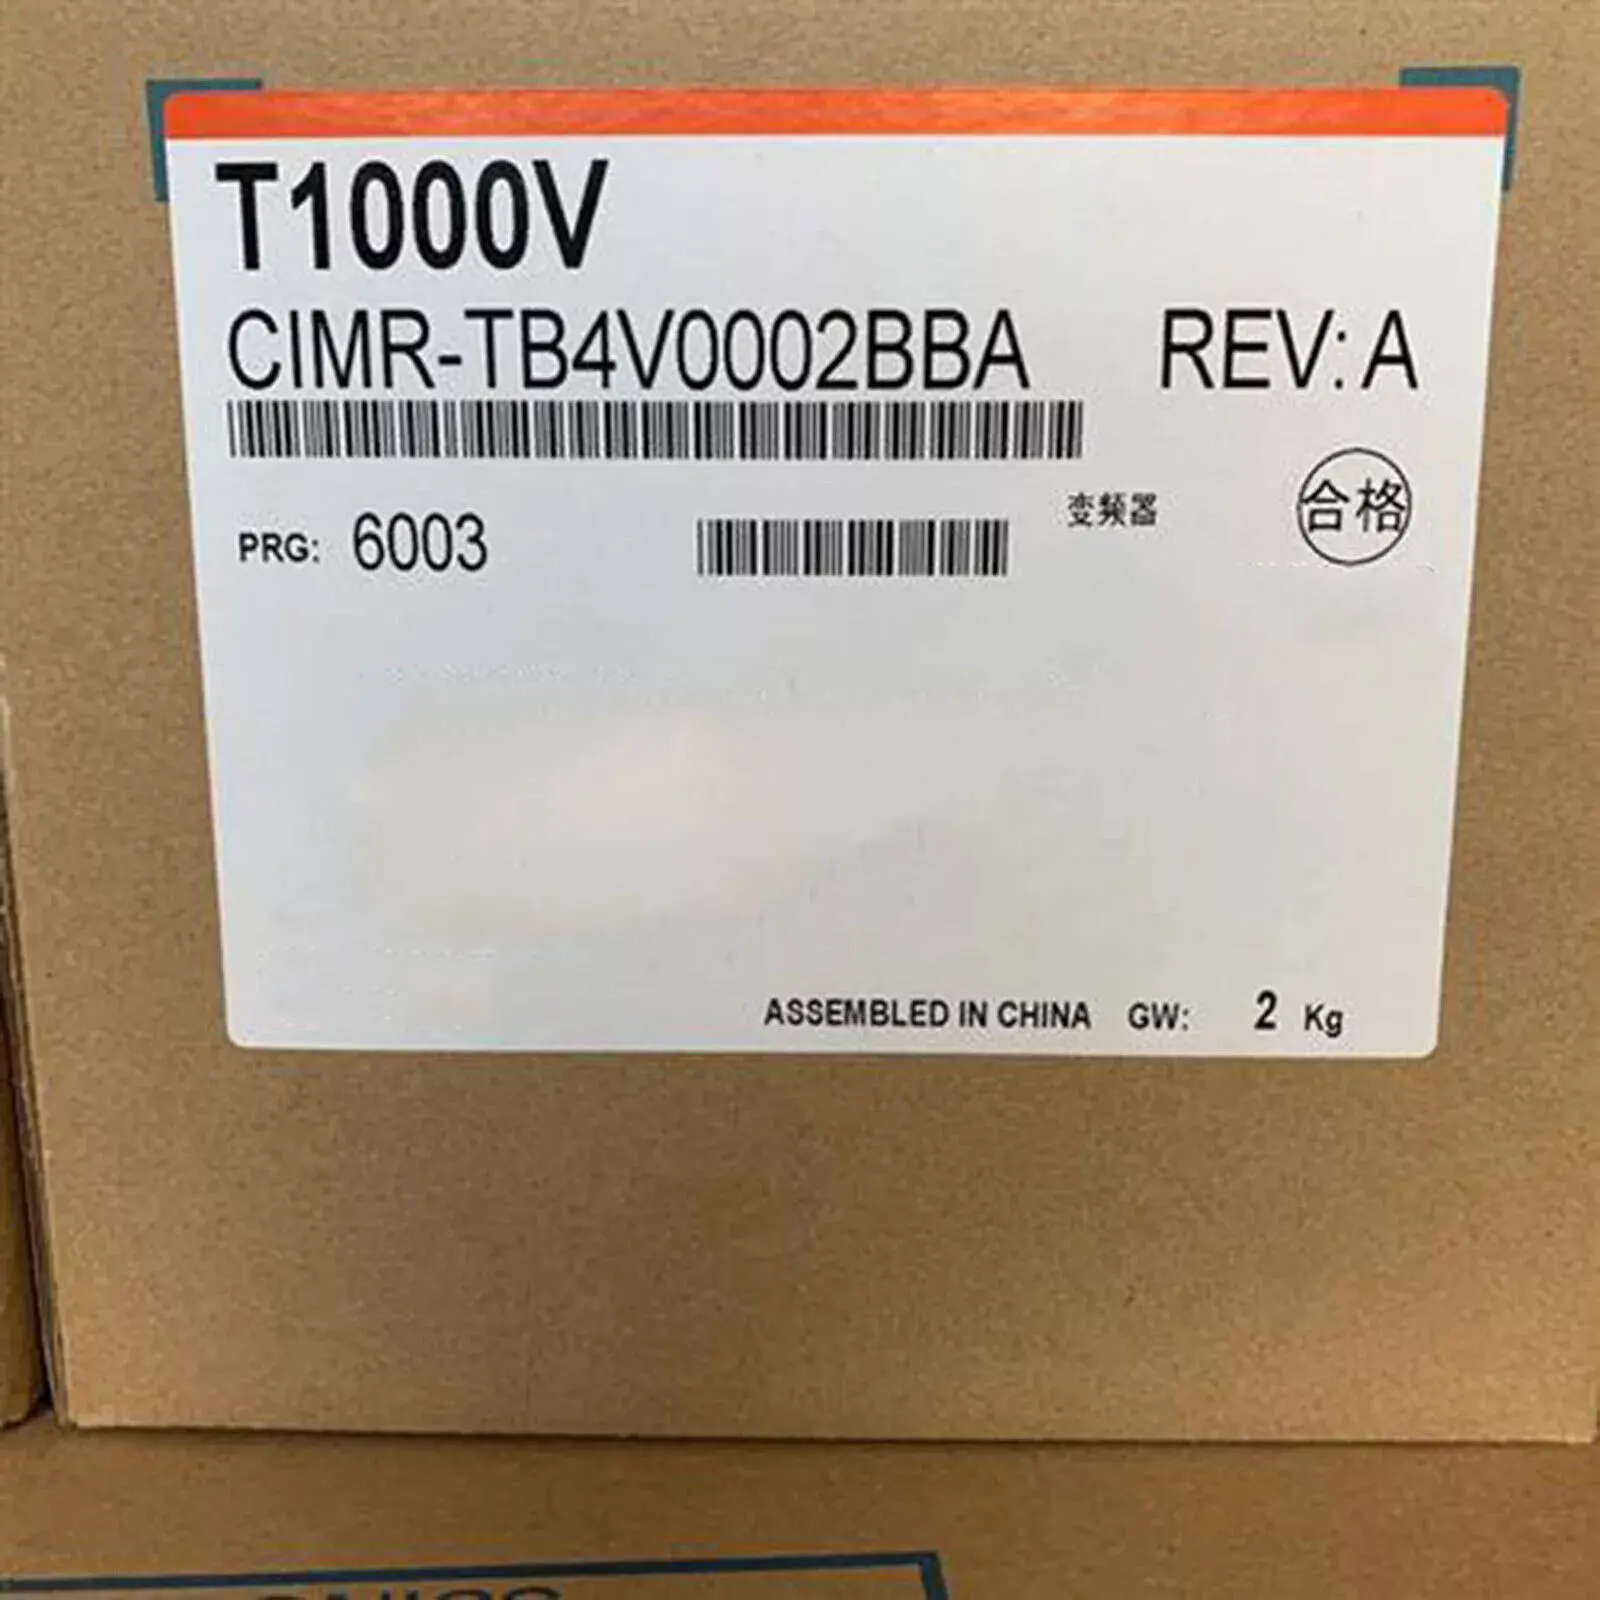 T1000V
CIMR-TB4V0002BBA REV: A
PRG: 6003
变频器
合格
ASSEMBLED IN CHINA GW: 2 Kg